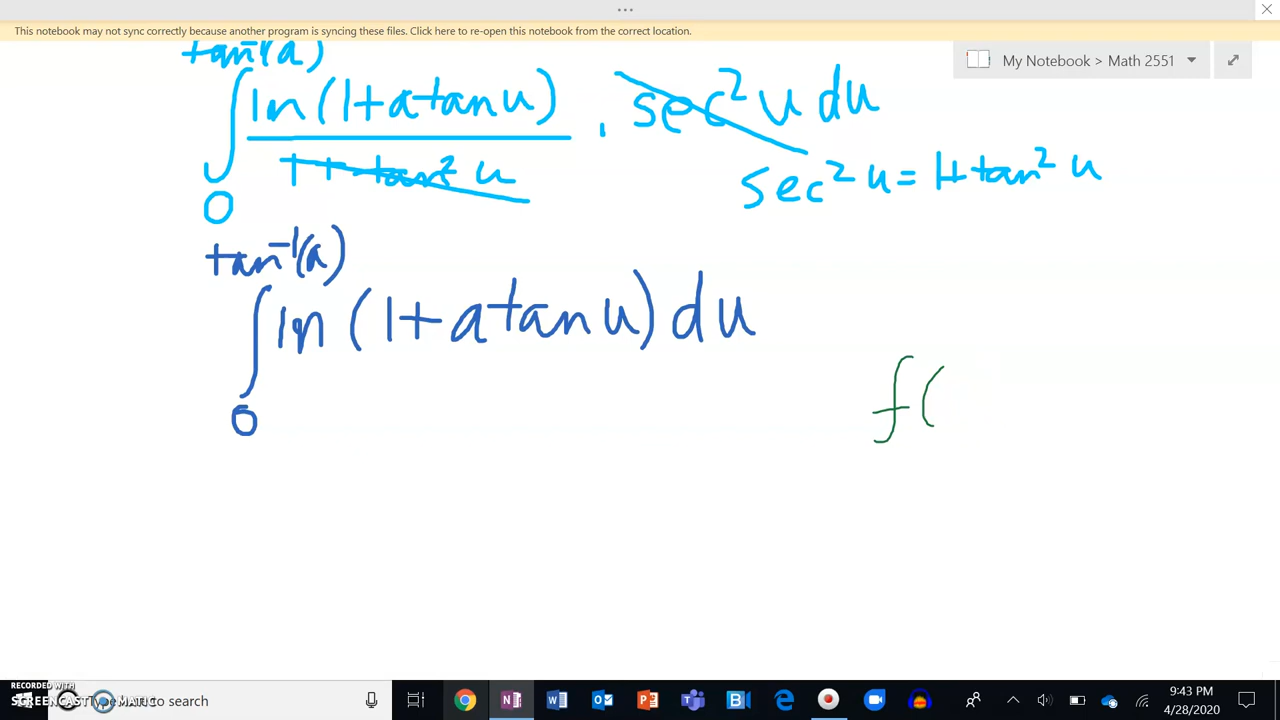 This notebook may not sync correctly because another program is syncing these files. Click here to re-open this notebook from the correct location.
My Notebook > Math 2551
tan⁻¹(a)
∫ ln(1+a tan u) / 1+tan² u · sec² u du
0
sec² u = 1+tan² u
tan⁻¹(a)
∫ ln(1+a tan u) du
0
f(
RECORDED WITH
SCREENCAST MATIC
Type to search
9:43 PM
4/28/2020